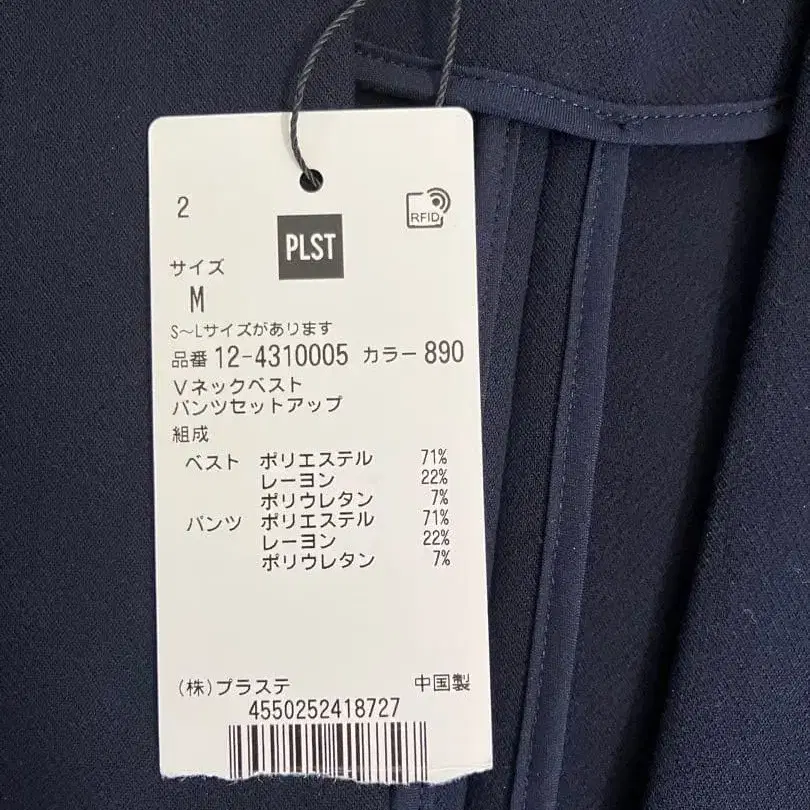 2
RFID
PLST
サイズ
M
S～Lサイズがあります
品番 12-4310005 カラー 890
Vネックベスト
パンツセットアップ
組成
ベスト ポリエステル 71%
レーヨン 22%
ポリウレタン 7%
パンツ ポリエステル 71%
レーヨン 22%
ポリウレタン 7%
(株)プラステ 中国製
4550252418727